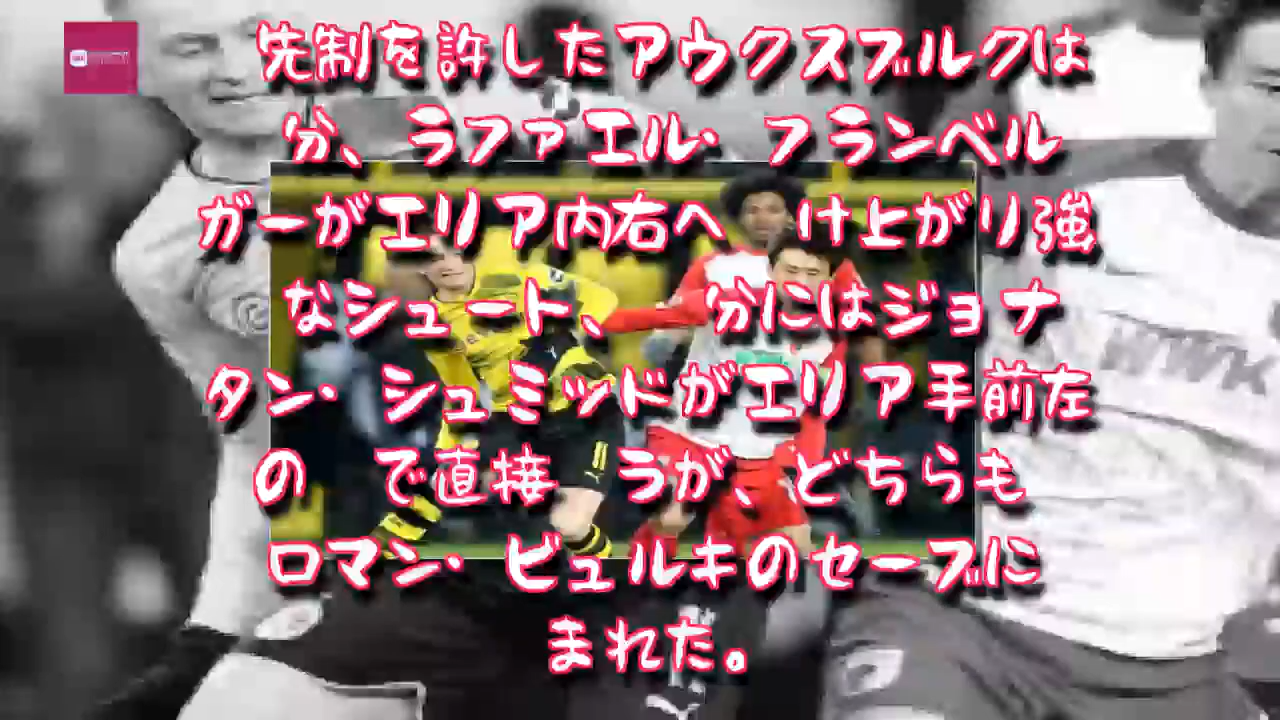 先制を許したアウクスブルクは
分、ラファエル・フランベル
ガーがエリア内右へ け上がり強
なシュート、 分にはジョナ
タン・シュミッドがエリア手前左
の で直接 うが、どちらも
ロマン・ビュルキのセーブに
まれた。
WWK
11